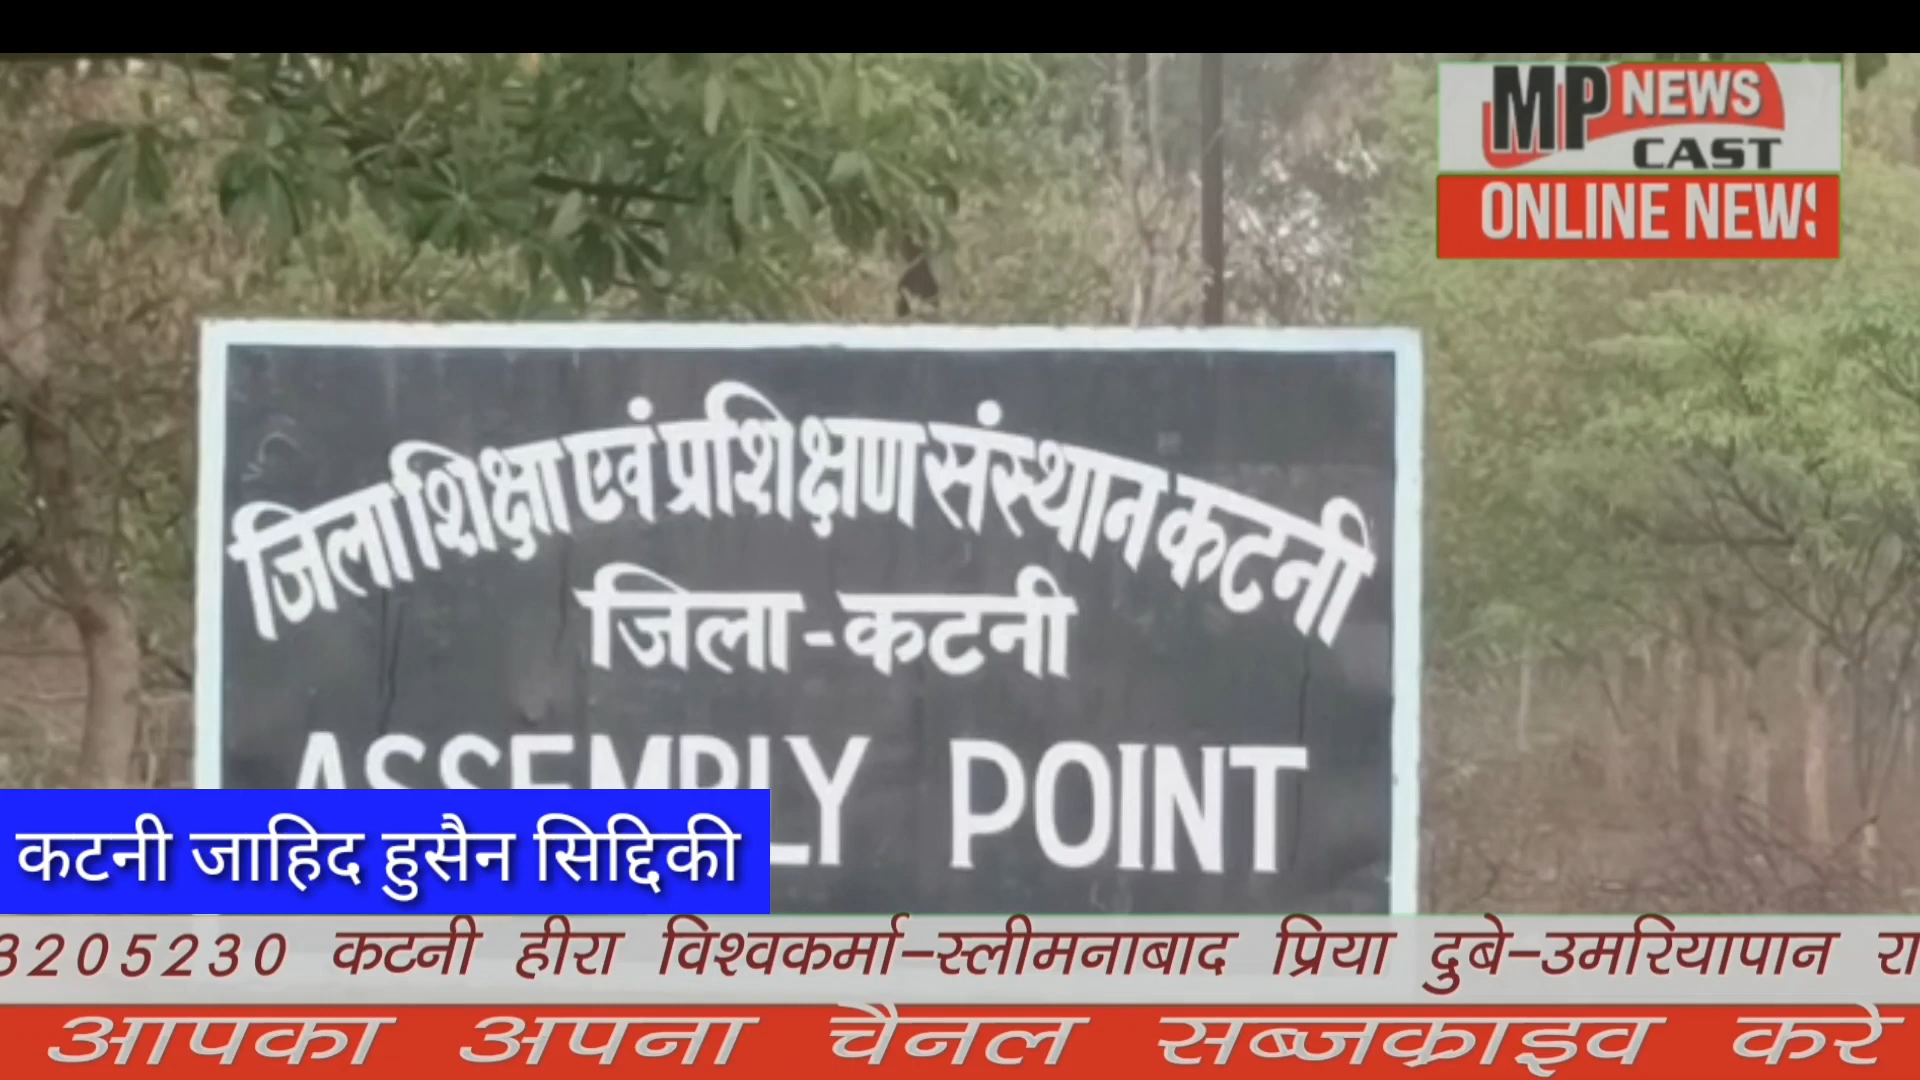 MP NEWS
CAST
ONLINE NEWS
जिला शिक्षा एवं प्रशिक्षण संस्थान कटनी
जिला-कटनी
ASSEMBLY POINT
कटनी जाहिद हुसैन सिद्दिकी
3205230 कटनी हीरा विश्वकर्मा-स्लीमनाबाद प्रिया दुबे-उमरियापान रा
आपका अपना चैनल सब्जक्राइव करे